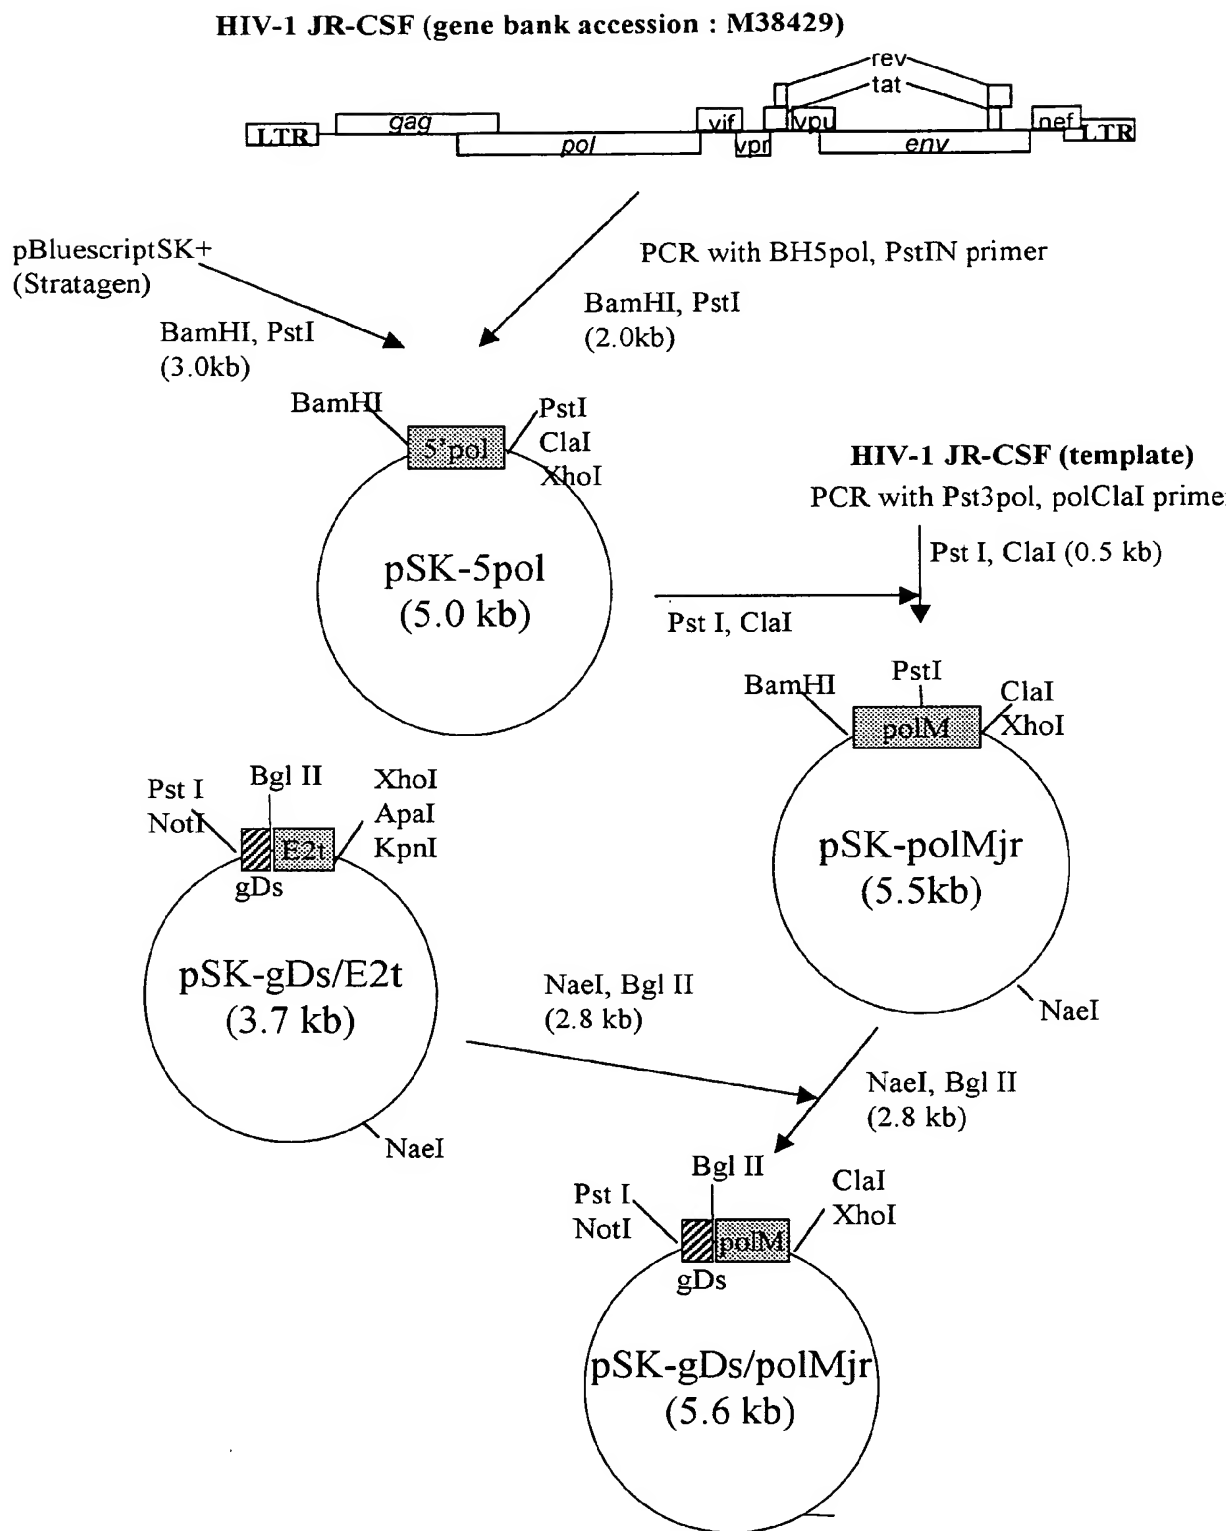 HIV-1 JR-CSF (gene bank accession : M38429)
rev
tat
LTR
gag
pol
vif
vpr
vpu
env
nef
LTR
pBluescriptSK+
(Stratagen)
PCR with BH5pol, PstIN primer
BamHI, PstI
(3.0kb)
BamHI, PstI
(2.0kb)
BamHI
5'pol
PstI
ClaI
XhoI
pSK-5pol
(5.0 kb)
HIV-1 JR-CSF (template)
PCR with Pst3pol, polClaI primer
Pst I, ClaI (0.5 kb)
Pst I, ClaI
BamHI
PstI
polM
ClaI
XhoI
pSK-polMjr
(5.5kb)
NaeI
Pst I
NotI
Bgl II
E2t
gDs
XhoI
ApaI
KpnI
pSK-gDs/E2t
(3.7 kb)
NaeI
NaeI, Bgl II
(2.8 kb)
NaeI, Bgl II
(2.8 kb)
Pst I
NotI
Bgl II
polM
gDs
ClaI
XhoI
pSK-gDs/polMjr
(5.6 kb)